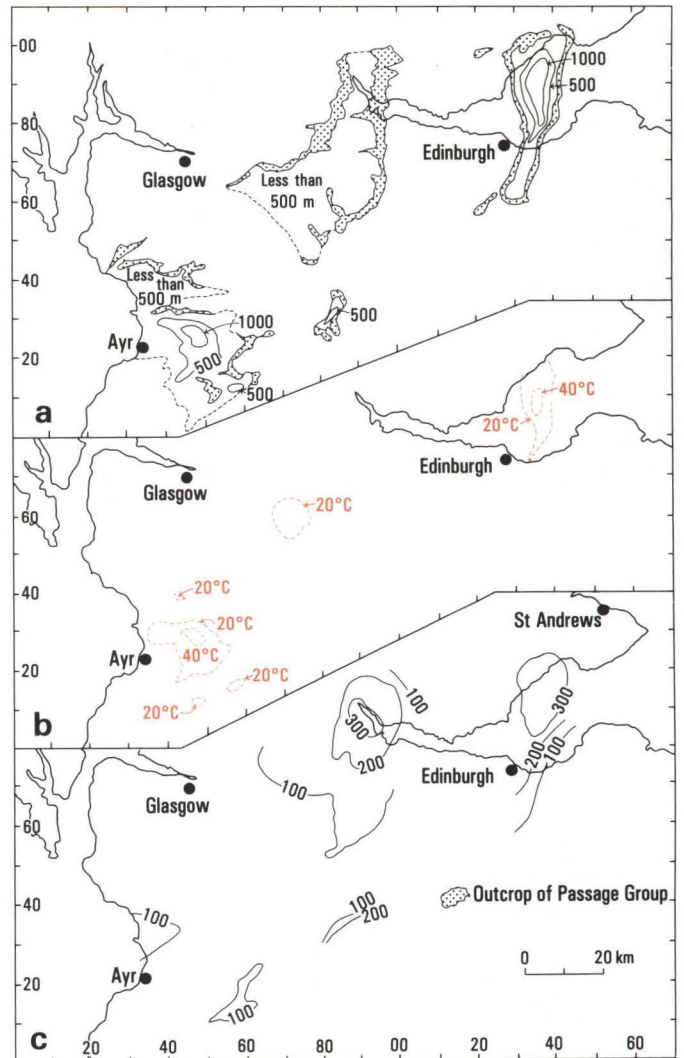 00
1000
500
80
Edinburgh
Glasgow
Less than
500 m
60
40
Less
than
500 m
1000
500
Ayr
500
20
500
a
40°C
20°C
Edinburgh
Glasgow
20°C
60
40
20°C
20°C
St Andrews
Ayr
40°C
20°C
20°C
20°C
b
100
300
300
200
200
100
Edinburgh
Glasgow
100
60
Outcrop of Passage Group
100
200
40
100
0 20 km
Ayr
20
100
c
20 40 60 80 00 20 40 60